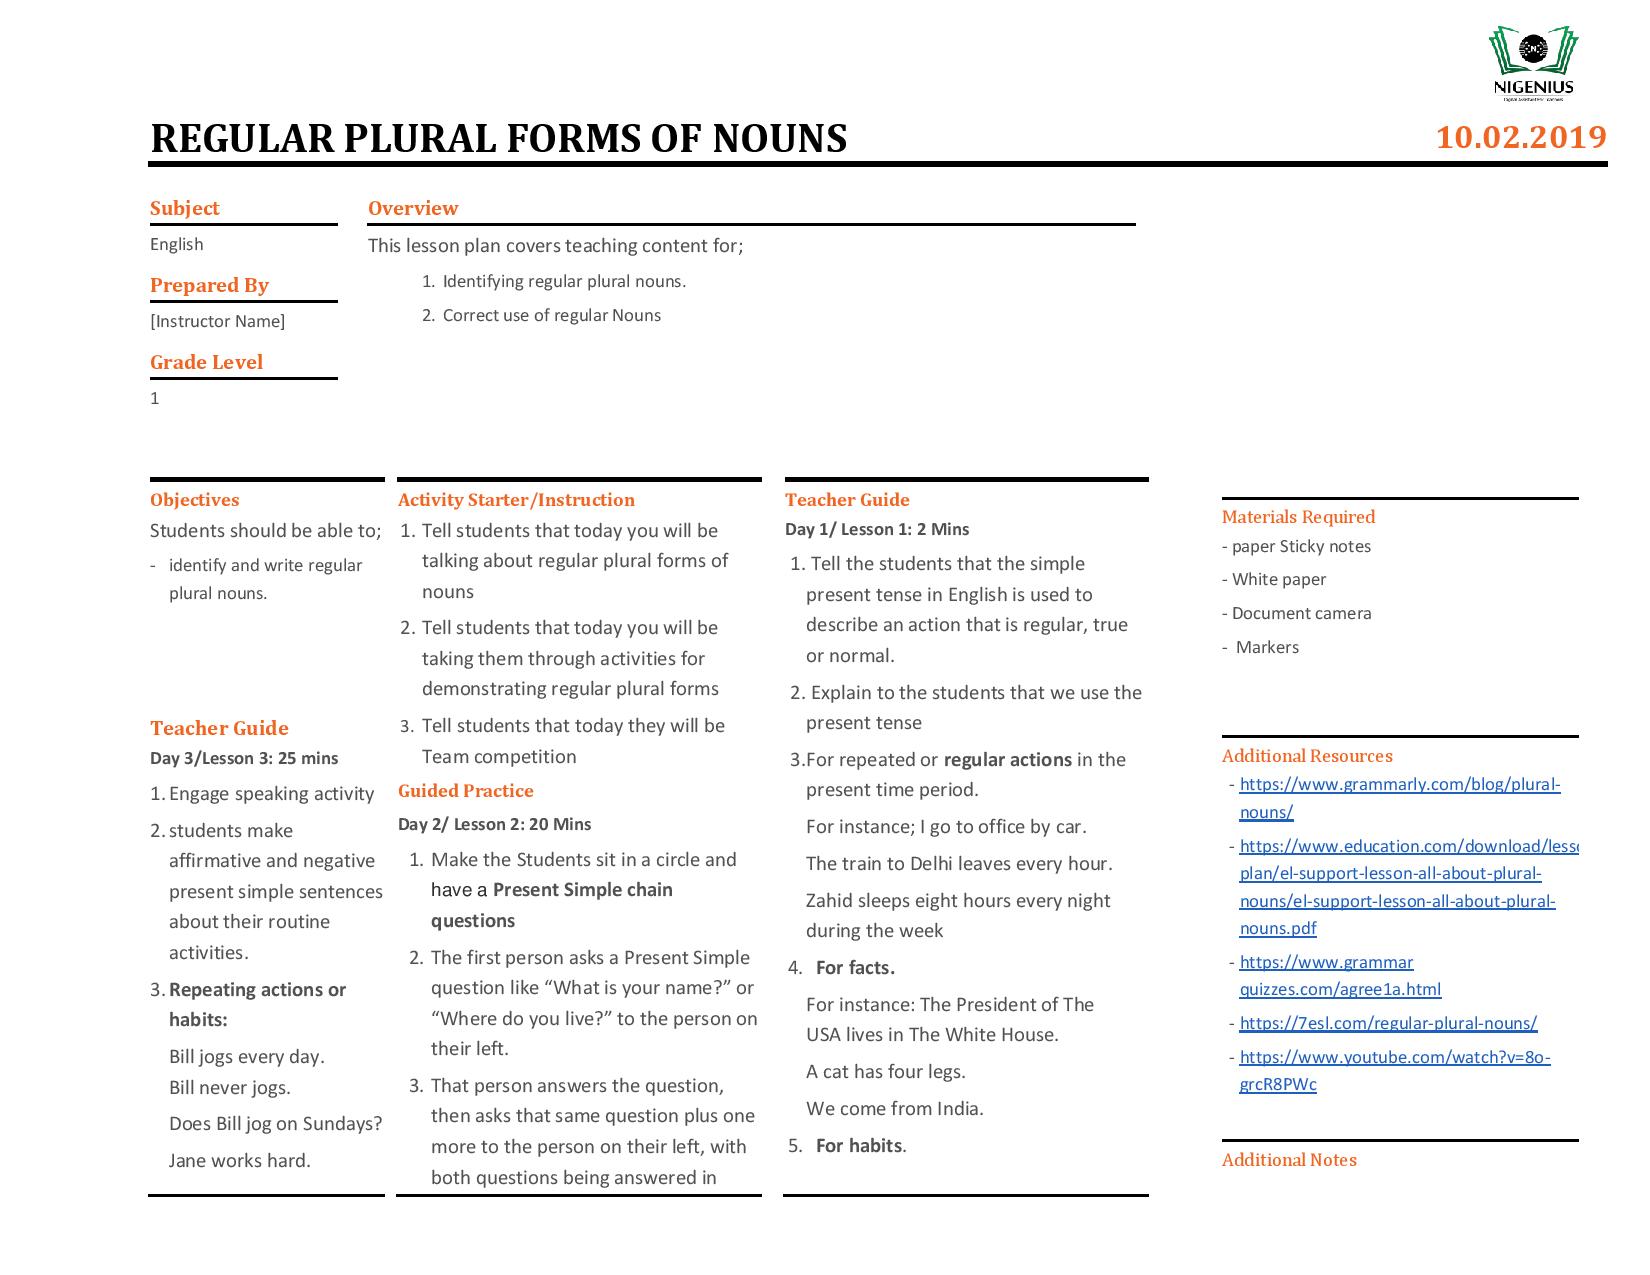 NIGENIUS
REGULAR PLURAL FORMS OF NOUNS
10.02.2019
Subject
English
Prepared By
[Instructor Name]
Grade Level
1
Overview
This lesson plan covers teaching content for;
1. Identifying regular plural nouns.
2. Correct use of regular Nouns
Objectives
Students should be able to;
- identify and write regular
plural nouns.
Teacher Guide
Day 3/Lesson 3: 25 mins
1. Engage speaking activity
2. students make
affirmative and negative
present simple sentences
about their routine
activities.
3. Repeating actions or
habits:
Bill jogs every day.
Bill never jogs.
Does Bill jog on Sundays?
Jane works hard.
Activity Starter/Instruction
1. Tell students that today you will be
talking about regular plural forms of
nouns
2. Tell students that today you will be
taking them through activities for
demonstrating regular plural forms
3. Tell students that today they will be
Team competition
Guided Practice
Day 2/ Lesson 2: 20 Mins
1. Make the Students sit in a circle and
have a Present Simple chain
questions
2. The first person asks a Present Simple
question like “What is your name?” or
“Where do you live?” to the person on
their left.
3. That person answers the question,
then asks that same question plus one
more to the person on their left, with
both questions being answered in
Teacher Guide
Day 1/ Lesson 1: 2 Mins
1. Tell the students that the simple
present tense in English is used to
describe an action that is regular, true
or normal.
2. Explain to the students that we use the
present tense
3.For repeated or regular actions in the
present time period.
For instance; I go to office by car.
The train to Delhi leaves every hour.
Zahid sleeps eight hours every night
during the week
4. For facts.
For instance: The President of The
USA lives in The White House.
A cat has four legs.
We come from India.
5. For habits.
Materials Required
- paper Sticky notes
- White paper
- Document camera
- Markers
Additional Resources
- https://www.grammarly.com/blog/plural-
nouns/
- https://www.education.com/download/lesso
plan/el-support-lesson-all-about-plural-
nouns/el-support-lesson-all-about-plural-
nouns.pdf
- https://www.grammar
quizzes.com/agree1a.html
- https://7esl.com/regular-plural-nouns/
- https://www.youtube.com/watch?v=8o-
grcR8PWc
Additional Notes